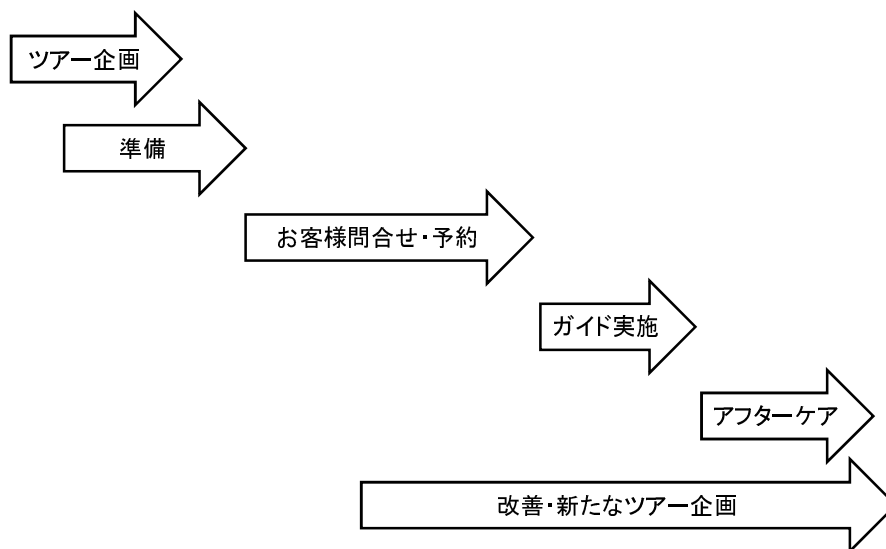 ツアー企画
準備
お客様問合せ・予約
ガイド実施
アフターケア
改善・新たなツアー企画